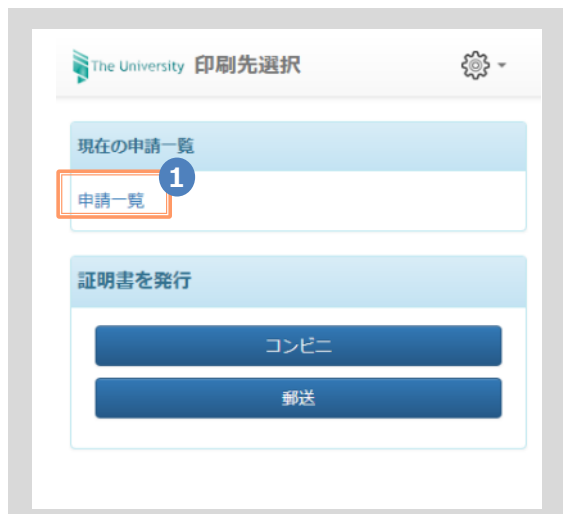 The University 印刷先選択
現在の申請一覧
1
申請一覧
証明書を発行
コンビニ
郵送